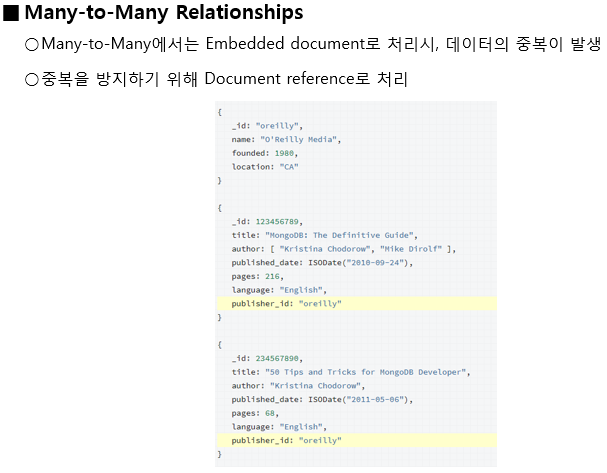 ■ Many-to-Many Relationships
○Many-to-Many에서는 Embedded document로 처리시, 데이터의 중복이 발생
○중복을 방지하기 위해 Document reference로 처리
{
_id: "oreilly",
name: "O'Reilly Media",
founded: 1980,
location: "CA"
}
{
_id: 123456789,
title: "MongoDB: The Definitive Guide",
author: [ "Kristina Chodorow", "Mike Dirolf" ],
published_date: ISODate("2010-09-24"),
pages: 216,
language: "English",
publisher_id: "oreilly"
}
{
_id: 234567890,
title: "50 Tips and Tricks for MongoDB Developer",
author: "Kristina Chodorow",
published_date: ISODate("2011-05-06"),
pages: 68,
language: "English",
publisher_id: "oreilly"
}